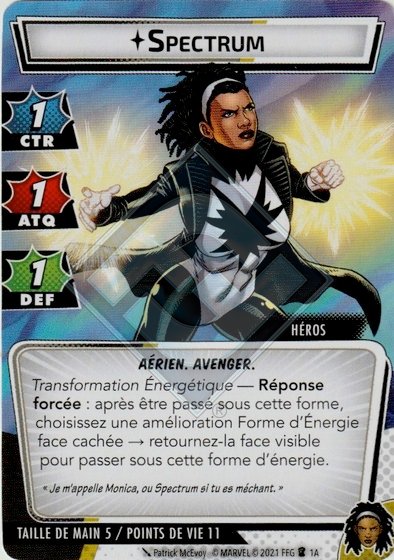 SPECTRUM
1
CTR
1
ATQ
1
DEF
HÉROS
AÉRIEN. AVENGER.
Transformation Énergétique — Réponse
forcée : après être passé sous cette forme,
choisissez une amélioration Forme d'Énergie
face cachée → retournez-la face visible
pour passer sous cette forme d'énergie.
« Je m'appelle Monica, ou Spectrum si tu es méchant. »
Patrick McEvoy © MARVEL © 2021 FFG 1A
TAILLE DE MAIN 5 / POINTS DE VIE 11